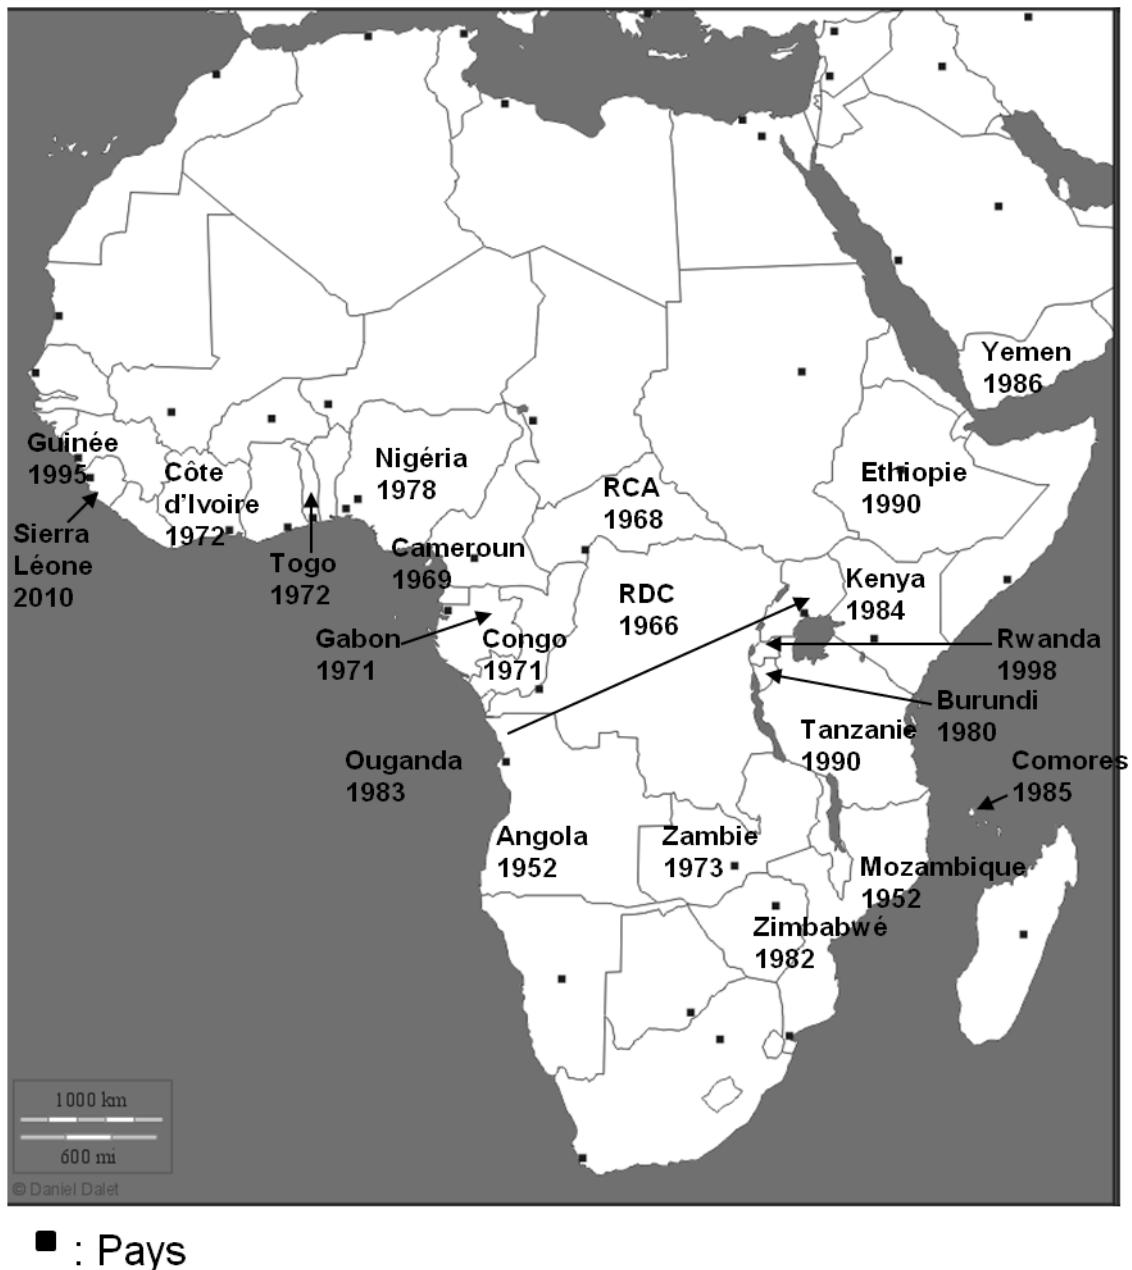 Yemen
1986
Guinée
1995
Côte
d'Ivoire
1972
Nigéria
1978
RCA
1968
Ethiopie
1990
Sierra
Léone
2010
Togo
1972
Cameroun
1969
RDC
1966
Kenya
1984
Gabon
1971
Congo
1971
Rwanda
1998
Burundi
1980
Ouganda
1983
Tanzanie
1990
Comores
1985
Angola
1952
Zambie
1973
Mozambique
1952
Zimbabwé
1982
1000 km
600 mi
© Daniel Dalet
: Pays